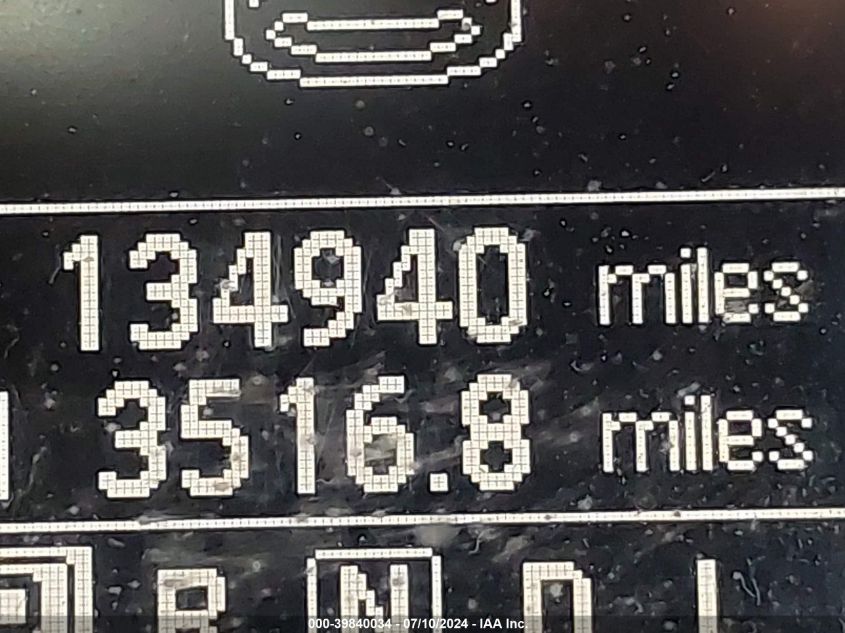 134940 miles
3516.8 miles
R N D L
000-39840034 - 07/10/2024 - IAA Inc.